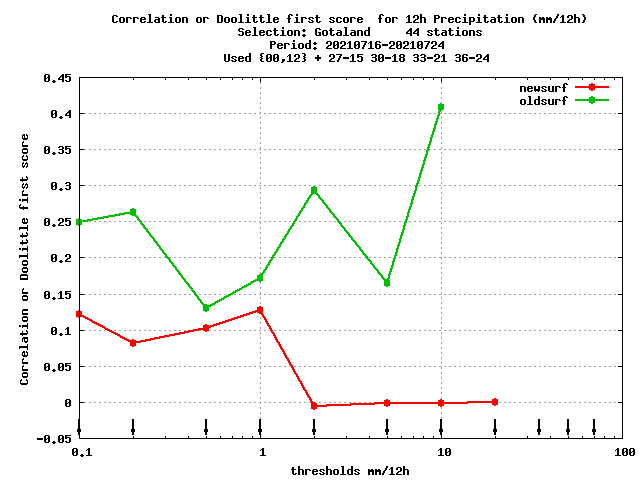 Correlation or Doolittle first score  for 12h Precipitation (mm/12h)
Selection: Gotaland     44 stations
Period: 20210716-20210724
Used {00,12} + 27-15 30-18 33-21 36-24
newsurf
oldsurf
Correlation or Doolittle first score
0.45
0.4
0.35
0.3
0.25
0.2
0.15
0.1
0.05
0
-0.05
0.1 1 10 100
thresholds mm/12h